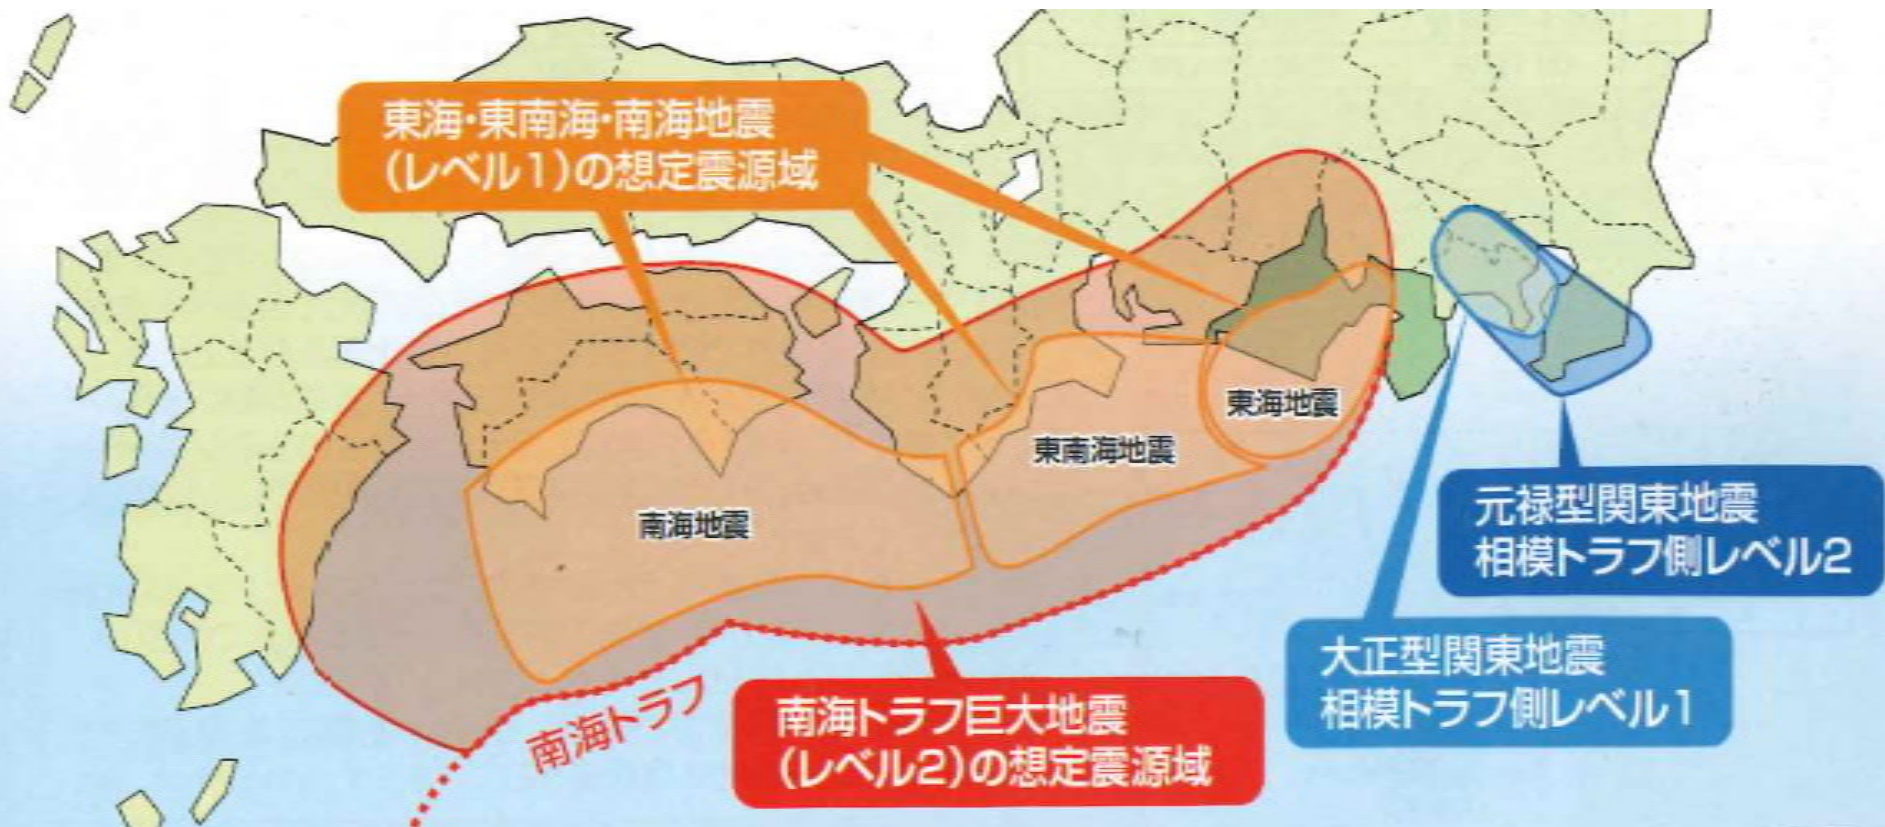 東海・東南海・南海地震
(レベル1)の想定震源域
東海地震
東南海地震
南海地震
元禄型関東地震
相模トラフ側レベル2
大正型関東地震
相模トラフ側レベル1
南海トラフ
南海トラフ巨大地震
(レベル2)の想定震源域